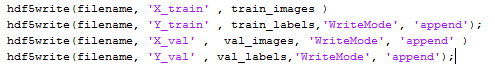 hdf5write(filename, 'X_train' , train_images )
hdf5write(filename, 'Y_train' , train_labels,'WriteMode', 'append');
hdf5write(filename, 'X_val' ,  val_images, 'WriteMode', 'append' )
hdf5write(filename, 'Y_val' , val_labels,'WriteMode', 'append');